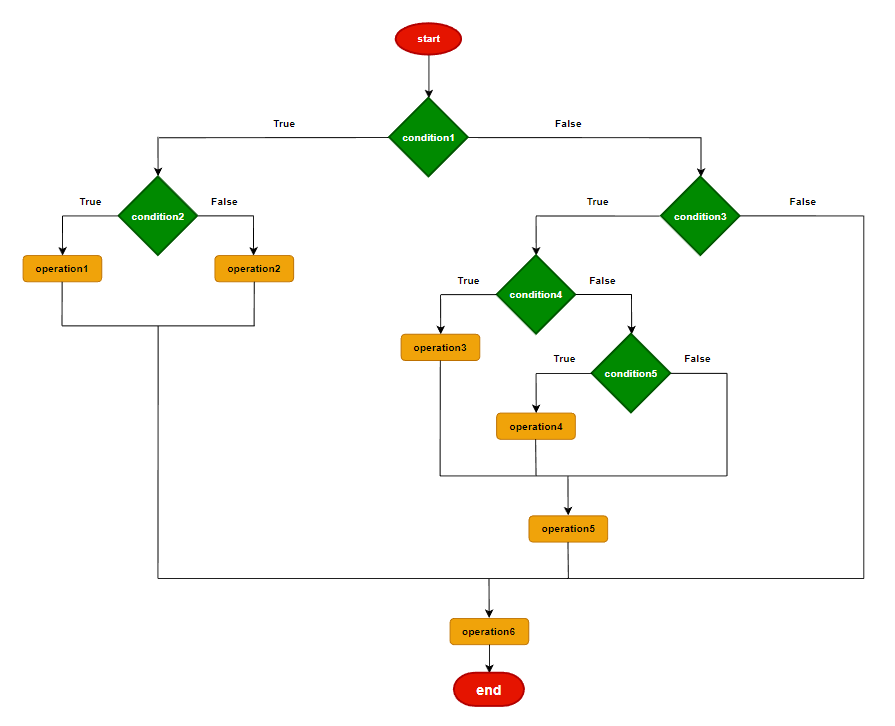 start
True
False
condition1
True
False
True
False
condition2
condition3
operation1
operation2
True
False
condition4
operation3
True
False
condition5
operation4
operation5
operation6
end